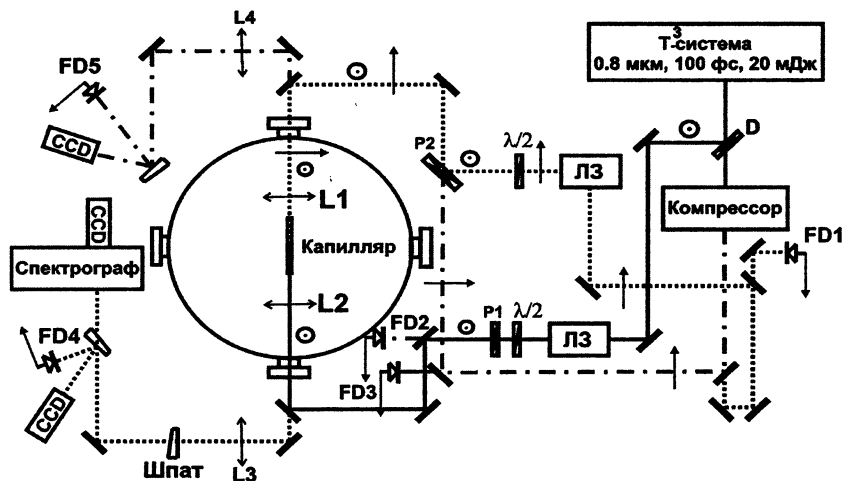 L4
FD5
CCD
T³-система
0.8 мкм, 100 фс, 20 мДж
D
P2
λ/2
ЛЗ
Компрессор
FD1
L1
CCD
Спектрограф
Капилляр
L2
FD2
P1
λ/2
ЛЗ
FD4
FD3
CCD
Шпат
L3